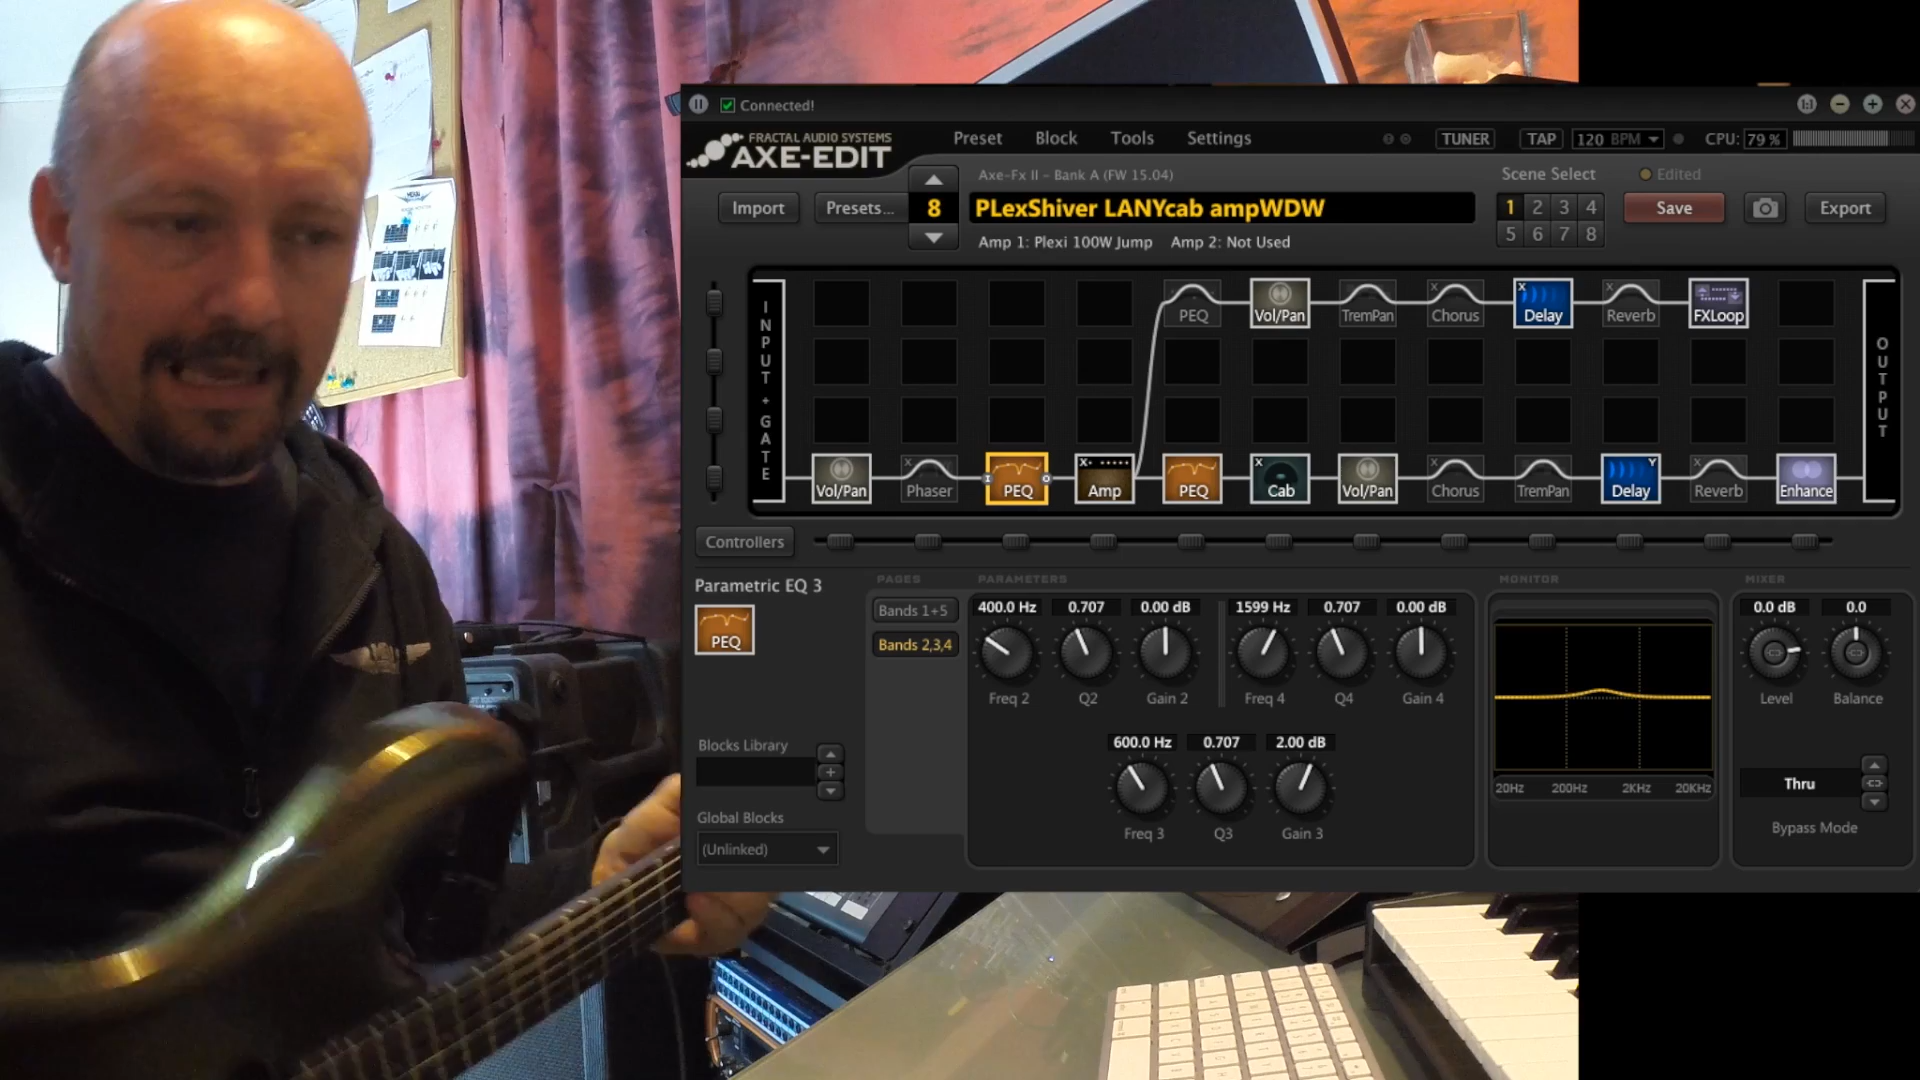 Connected!
FRACTAL AUDIO SYSTEMS
AXE-EDIT
Preset Block Tools Settings
TUNER TAP 120 BPM CPU: 79 %
Axe-Fx II – Bank A (FW 15.04)
Import Presets... 8 PLexShiver LANYcab ampWDW
Amp 1: Plexi 100W Jump Amp 2: Not Used
Scene Select
1 2 3 4
5 6 7 8
Edited
Save Export
INPUT + GATE
PEQ Vol/Pan TremPan X Chorus X Delay X Reverb FXLoop
Vol/Pan X Phaser I PEQ O X Amp PEQ X Cab Vol/Pan X Chorus X TremPan Delay Y X Reverb Enhance
OUTPUT
Controllers
Parametric EQ 3
PEQ
PAGES
Bands 1+5
Bands 2,3,4
PARAMETERS
400.0 Hz 0.707 0.00 dB 1599 Hz 0.707 0.00 dB
Freq 2 Q2 Gain 2 Freq 4 Q4 Gain 4
600.0 Hz 0.707 2.00 dB
Freq 3 Q3 Gain 3
MONITOR
20Hz 200Hz 2KHz 20KHz
MIXER
0.0 dB 0.0
Level Balance
Thru
Bypass Mode
Blocks Library
Global Blocks
(Unlinked)